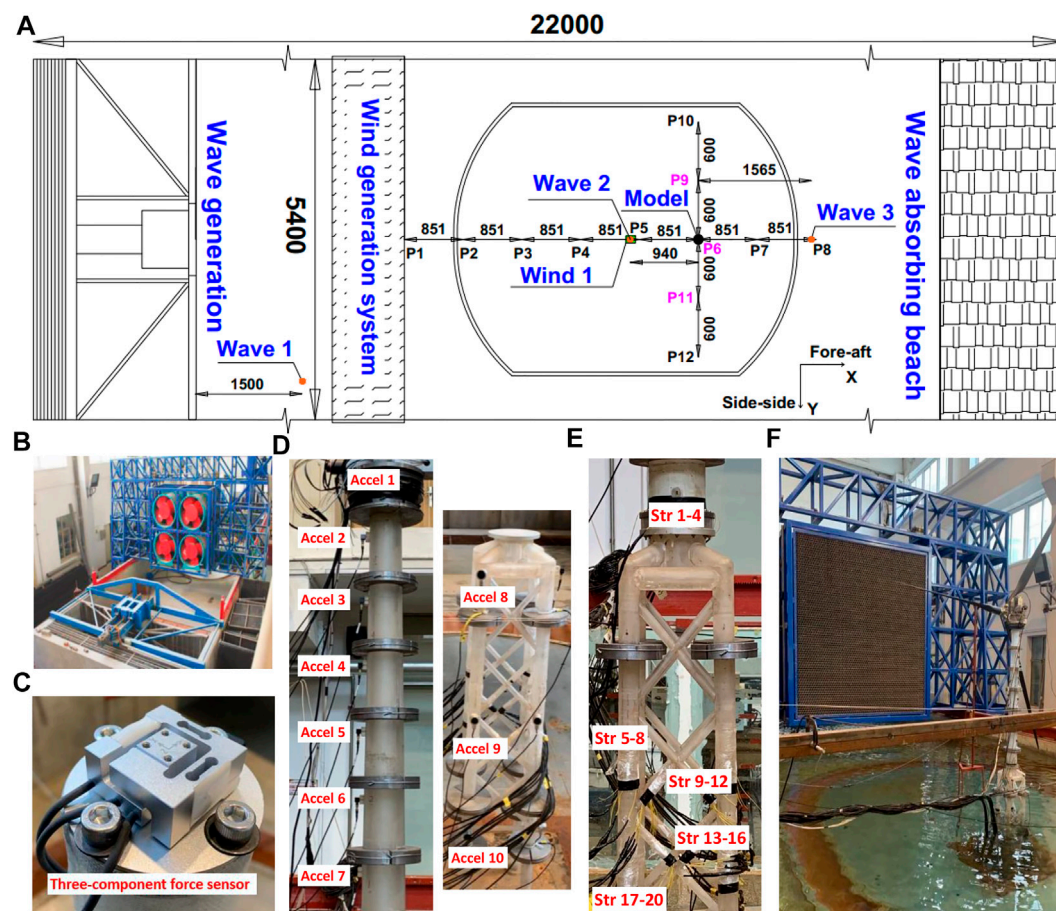 A
22000
Wave generation
5400
Wave 1
1500
Wind generation system
P10
600
P9
1565
Wave 2
Model
600
Wave 3
851
851
851
851
P5
851
851
851
P1
P2
P3
P4
P6
P7
P8
Wind 1
940
600
P11
600
P12
Fore-aft
X
Side-side
Y
Wave absorbing beach
B
C
Three-component force sensor
D
Accel 1
Accel 2
Accel 3
Accel 4
Accel 5
Accel 6
Accel 7
Accel 8
Accel 9
Accel 10
E
Str 1-4
Str 5-8
Str 9-12
Str 13-16
Str 17-20
F